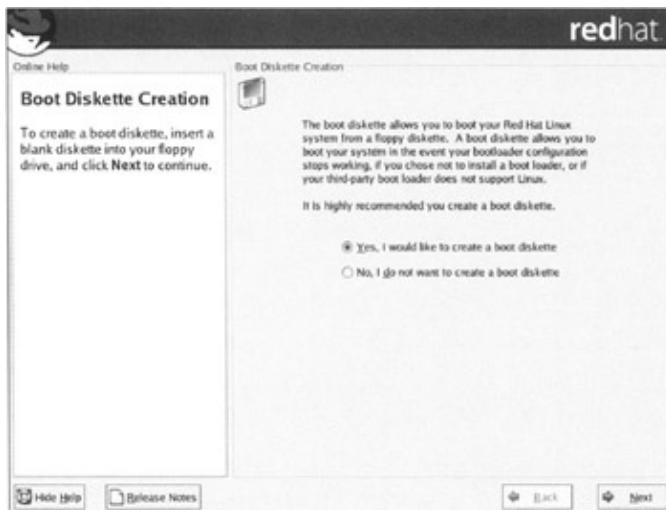 redhat.
Online Help
Boot Diskette Creation
To create a boot diskette, insert a
blank diskette into your floppy
drive, and click Next to continue.
Boot Diskette Creation
The boot diskette allows you to boot your Red Hat Linux
system from a floppy diskette. A boot diskette allows you to
boot your system in the event your bootloader configuration
stops working, if you chose not to install a boot loader, or if
your third-party boot loader does not support Linux.
It is highly recommended you create a boot diskette.
Yes, I would like to create a boot diskette
No, I do not want to create a boot diskette
Hide Help
Release Notes
Back
Next